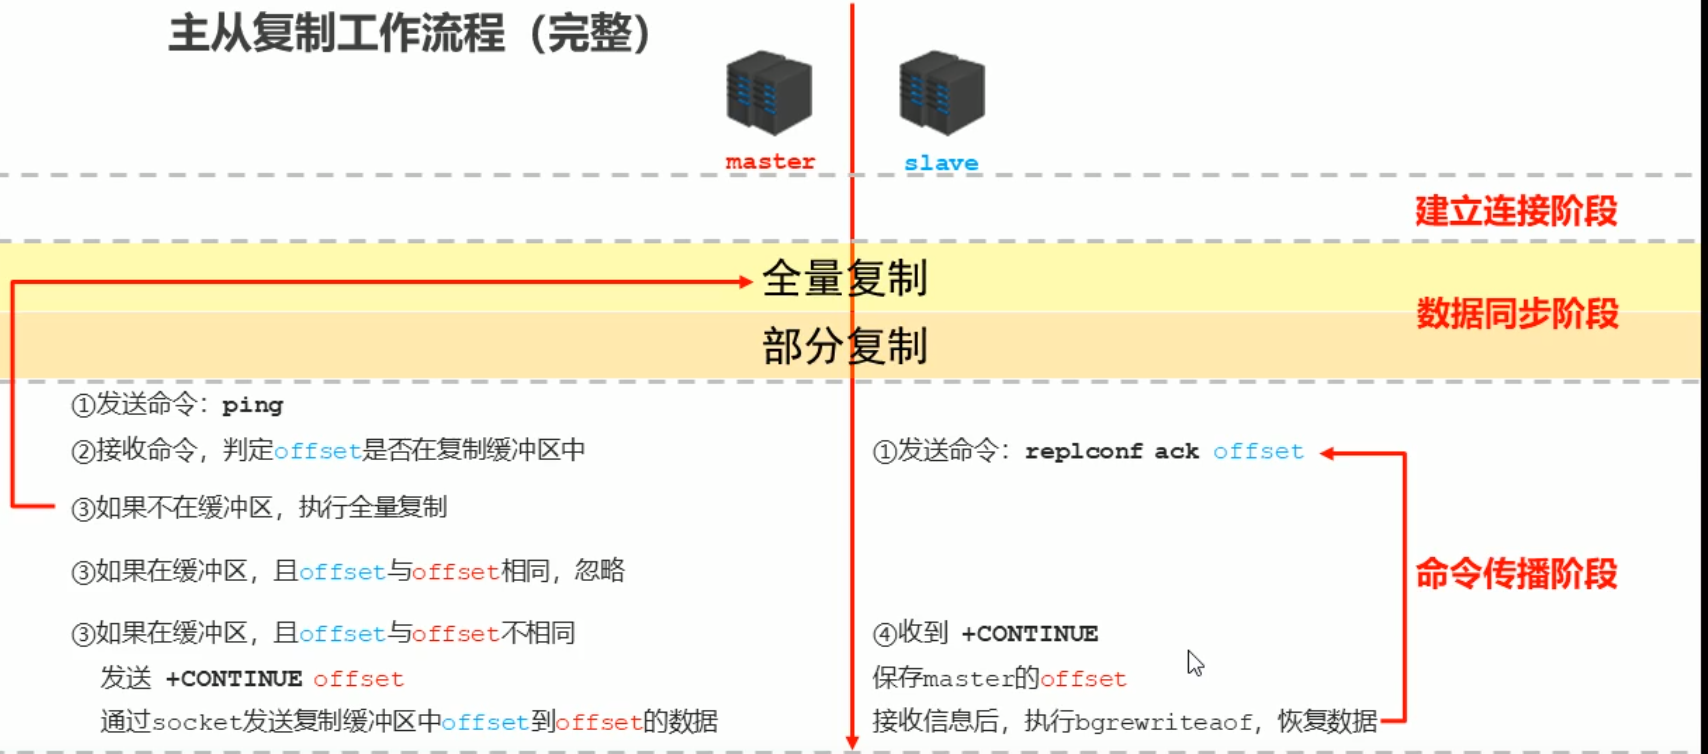 主从复制工作流程（完整）
master
slave
建立连接阶段
全量复制
数据同步阶段
部分复制
①发送命令：ping
②接收命令，判定offset是否在复制缓冲区中
①发送命令：replconf ack offset
③如果不在缓冲区，执行全量复制
③如果在缓冲区，且offset与offset相同，忽略
命令传播阶段
③如果在缓冲区，且offset与offset不相同
④收到 +CONTINUE
发送 +CONTINUE offset
保存master的offset
通过socket发送复制缓冲区中offset到offset的数据
接收信息后，执行bgrewriteaof，恢复数据